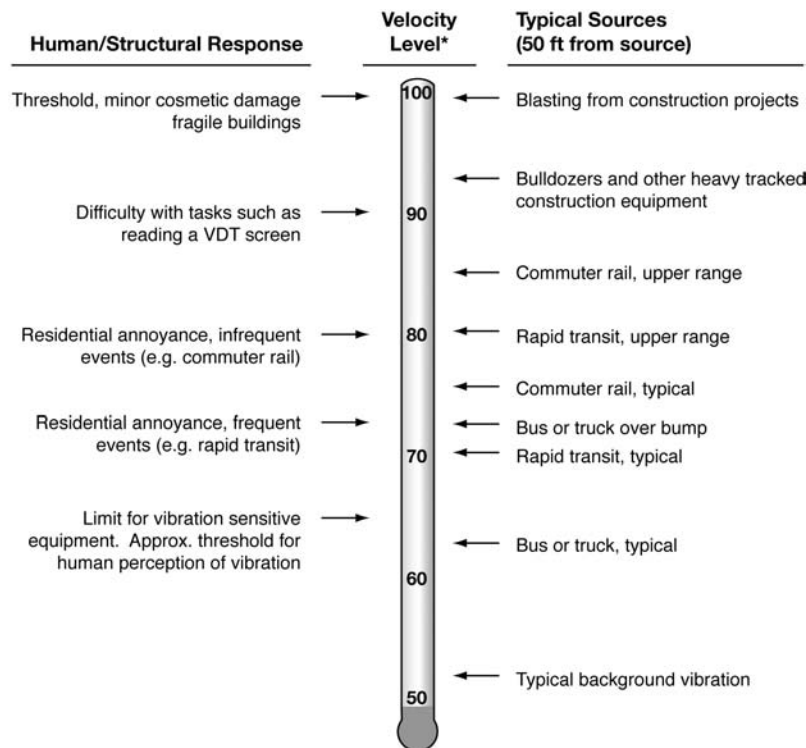 Human/Structural Response
Velocity
Level*
Typical Sources
(50 ft from source)
Threshold, minor cosmetic damage
fragile buildings
100
Blasting from construction projects
Bulldozers and other heavy tracked
construction equipment
Difficulty with tasks such as
reading a VDT screen
90
Commuter rail, upper range
Residential annoyance, infrequent
events (e.g. commuter rail)
80
Rapid transit, upper range
Commuter rail, typical
Residential annoyance, frequent
events (e.g. rapid transit)
Bus or truck over bump
70
Rapid transit, typical
Limit for vibration sensitive
equipment. Approx. threshold for
human perception of vibration
Bus or truck, typical
60
Typical background vibration
50